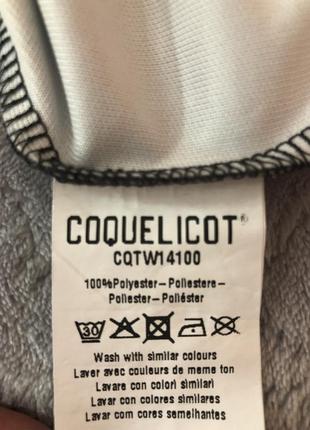 COQUELICOT®
CQTW14100
100%Polyester-Poliestere-
Poliester-Poliéster
30
Wash with similar colours
Laver avec couleurs de meme ton
Lavare con colori similari
Lavar con colores similares
Lavar com cores semelhantes